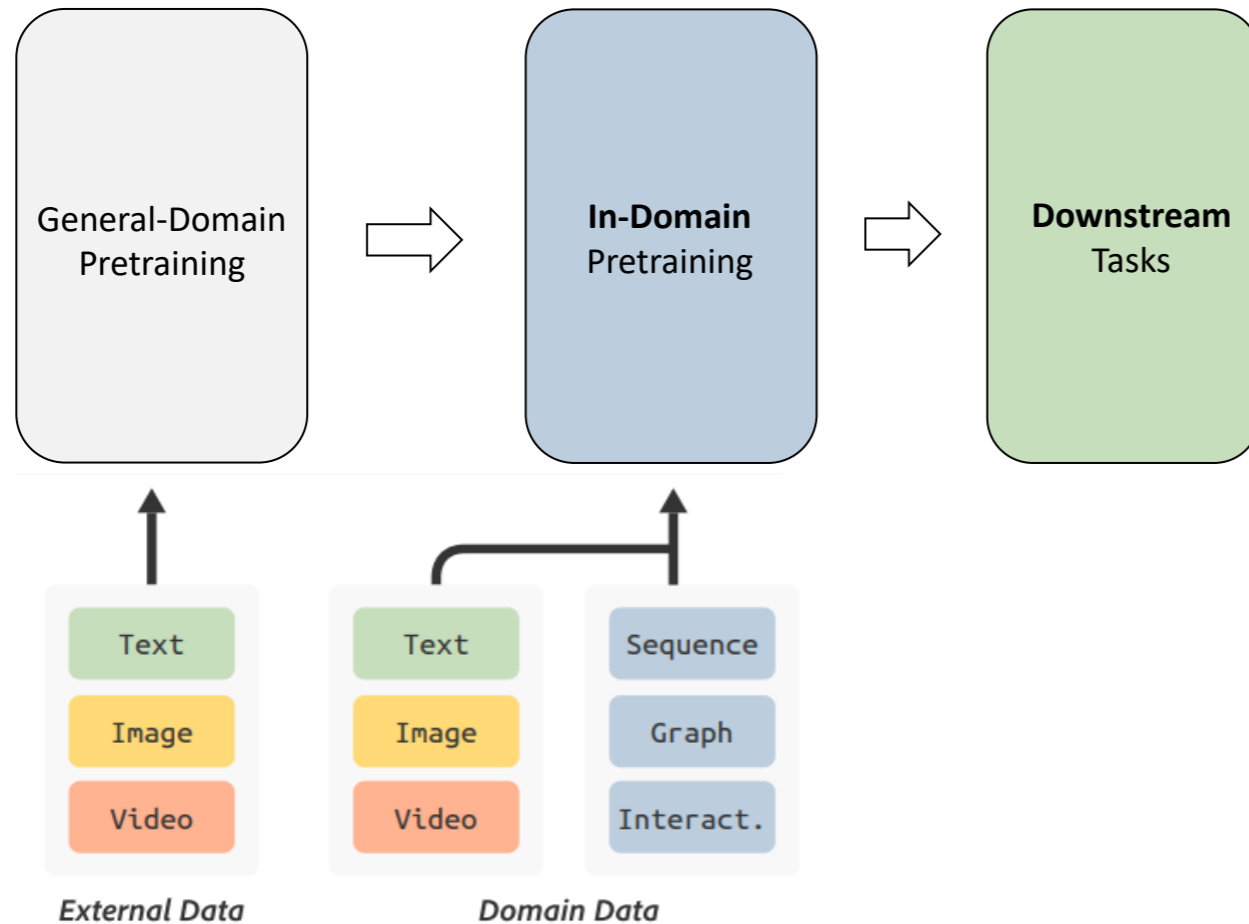 General-Domain
Pretraining
In-Domain
Pretraining
Downstream
Tasks
Text
Image
Video
Text
Image
Video
Sequence
Graph
Interact.
External Data
Domain Data